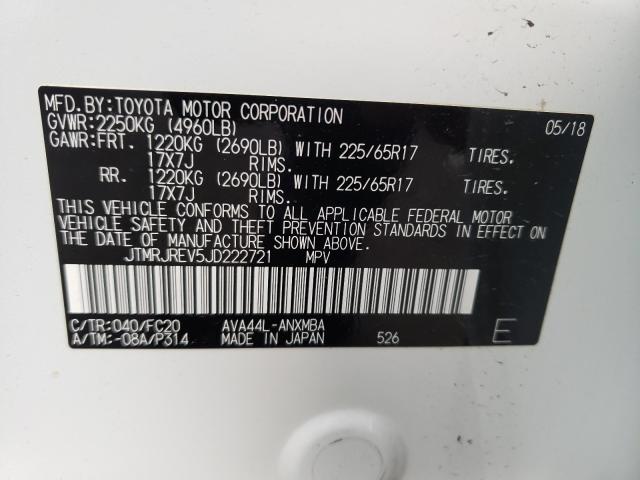 MFD.BY:TOYOTA MOTOR CORPORATION 05/18
GVWR:2250KG (4960LB)
GAWR:FRT. 1220KG (2690LB) WITH 225/65R17 TIRES.
17X7J RIMS.
RR. 1220KG (2690LB) WITH 225/65R17 TIRES.
17X7J RIMS.
THIS VEHICLE CONFORMS TO ALL APPLICABLE FEDERAL MOTOR
VEHICLE SAFETY AND THEFT PREVENTION STANDARDS IN EFFECT ON
THE DATE OF MANUFACTURE SHOWN ABOVE.
JTMRJREV5JD222721 MPV
C/TR:040/FC20 AVA44L-ANXMBA
A/TM:-08A/P314 MADE IN JAPAN 526 E